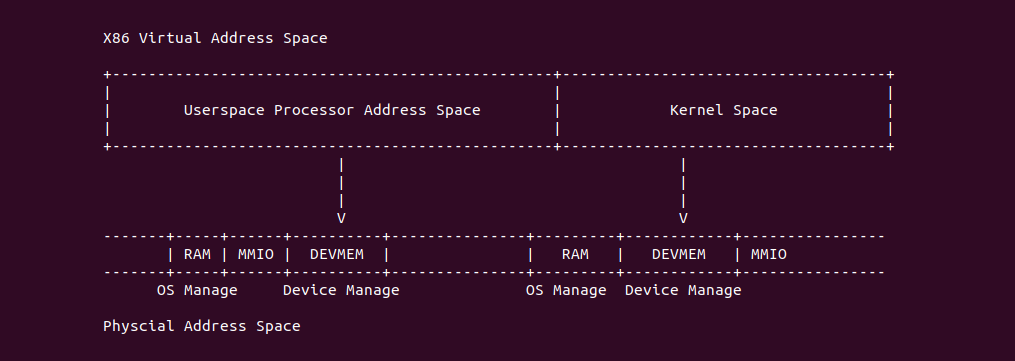 X86 Virtual Address Space
Userspace Processor Address Space Kernel Space
RAM MMIO DEVMEM RAM DEVMEM MMIO
OS Manage Device Manage OS Manage Device Manage
Physcial Address Space